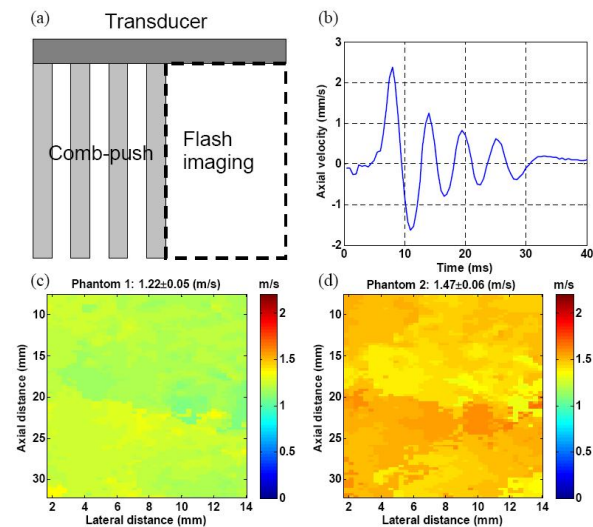 (a)
Transducer
Comb-push
Flash
imaging
(b)
Axial velocity (mm/s)
3
2
1
0
-1
-2
0 10 20 30 40
Time (ms)
(c)
Phantom 1: 1.22±0.05 (m/s)
m/s
Axial distance (mm)
10
15
20
25
30
2 4 6 8 10 12 14
Lateral distance (mm)
2
1.5
1
0.5
0
(d)
Phantom 2: 1.47±0.06 (m/s)
m/s
Axial distance (mm)
10
15
20
25
30
2 4 6 8 10 12 14
Lateral distance (mm)
2
1.5
1
0.5
0